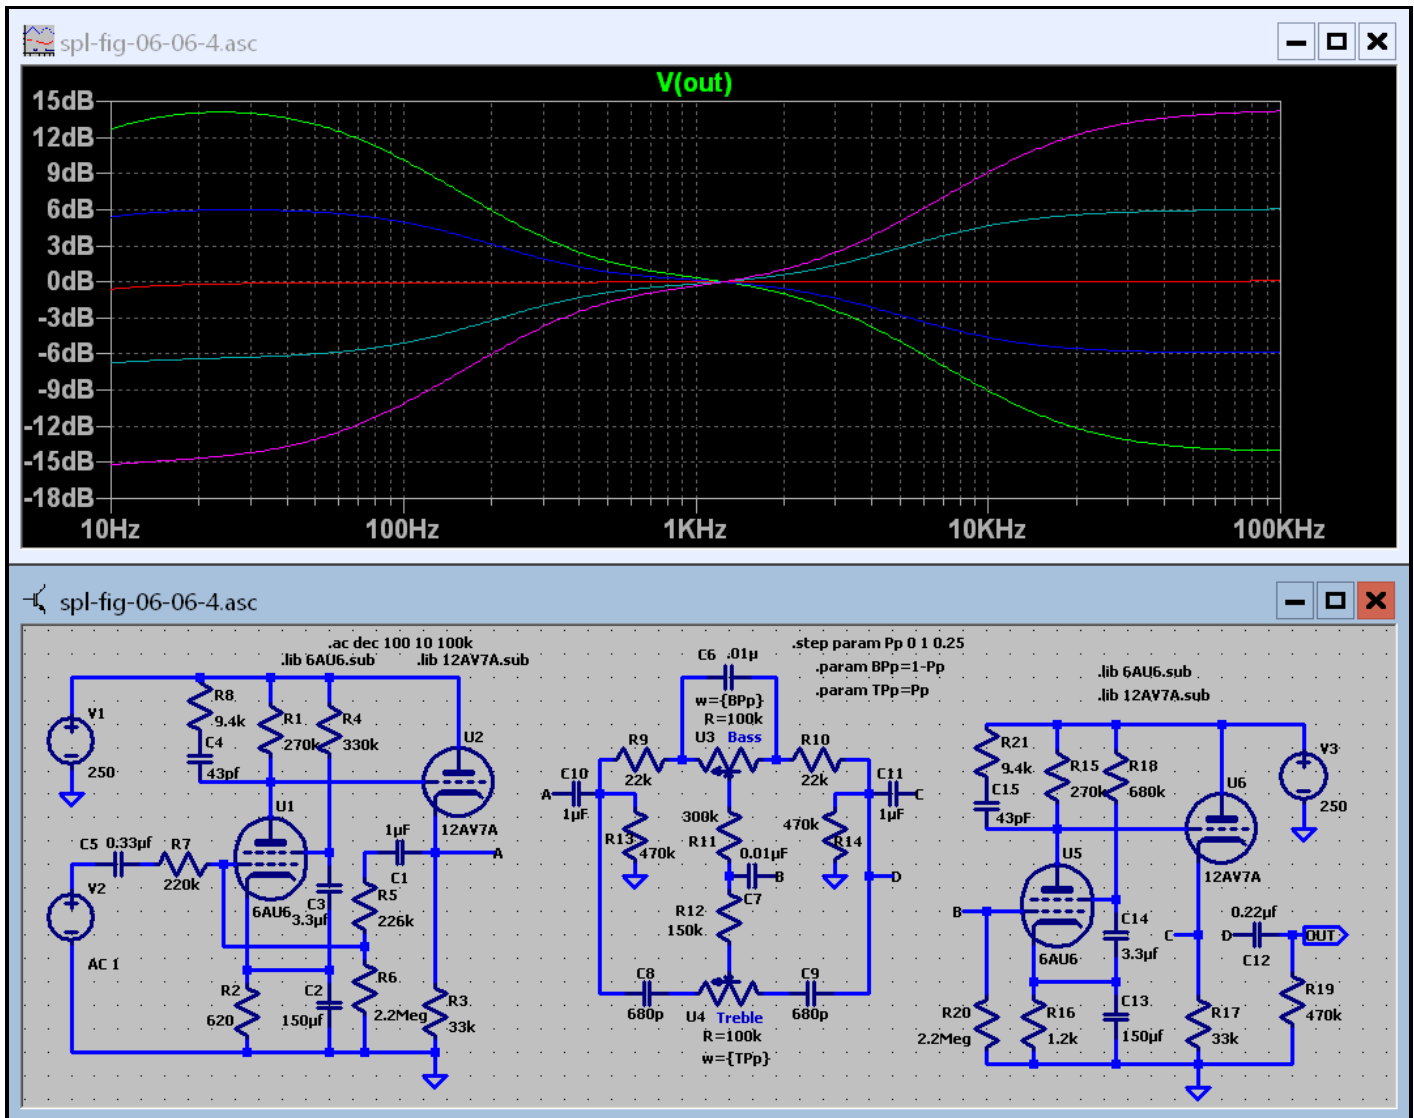 spl-fig-06-06-4.asc
V(out)
15dB
12dB
9dB
6dB
3dB
0dB
-3dB
-6dB
-9dB
-12dB
-15dB
-18dB
10Hz 100Hz 1KHz 10KHz 100KHz
spl-fig-06-06-4.asc
.ac dec 100 10 100k
.lib 6AU6.sub .lib 12AV7A.sub
V1
250
R8
9.4k
C4
43pf
R1
270k
R4
330k
U2
12AV7A
U1
6AU6
C5 0.33µf
R7
220k
V2
AC 1
C3
3.3µf
1µF
C1
A
R5
226k
R2
620
C2
150µf
R6
2.2Meg
R3
33k
C6 .01µ
w={BPp}
R=100k
U3 Bass
R9
22k
R10
22k
C10
A
1µF
C11
C
1µF
R13
470k
300k
R11
470k
R14
0.01µF
B
C7
D
R12
150k
C8
680p
C9
680p
U4 Treble
R=100k
w={TPp}
.step param Pp 0 1 0.25
.param BPp=1-Pp
.param TPp=Pp
.lib 6AU6.sub
.lib 12AV7A.sub
R21
9.4k
C15
43pF
R15
270k
R18
680k
U6
12AV7A
V3
250
U5
6AU6
B
C14
3.3µf
C
D
0.22µf
C12
OUT
R20
2.2Meg
R16
1.2k
C13
150µf
R17
33k
R19
470k